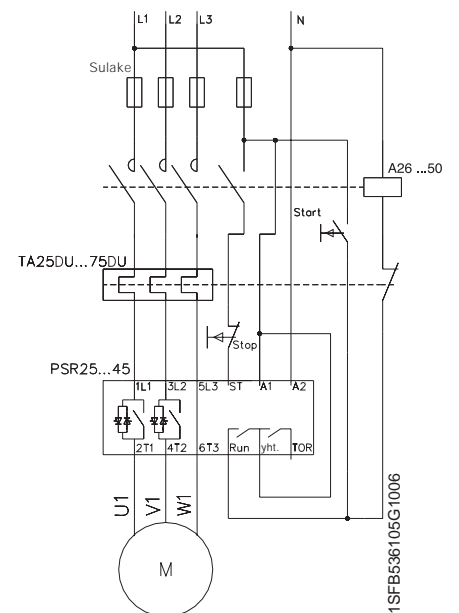 L1 L2 L3 N
Sulake
A26 ...50
Start
TA25DU...75DU
Stop
PSR25...45
1L1 3L2 5L3 ST A1 A2
2T1 4T2 6T3 Run yht. TOR
U1 V1 W1
M
1SFB536105G1006